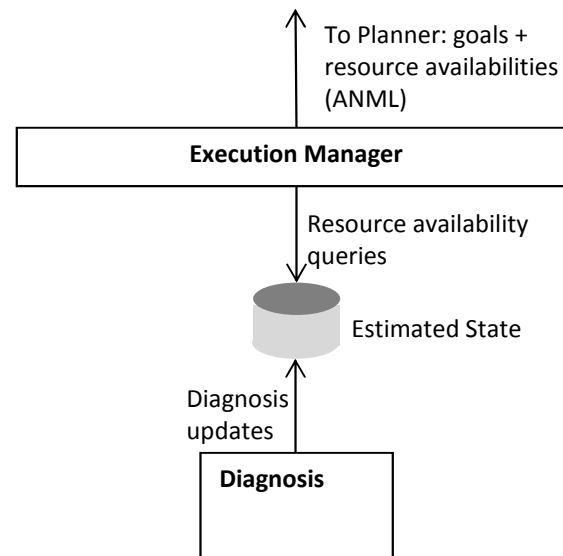 To Planner: goals +
resource availabilities
(ANML)
Execution Manager
Resource availability
queries
Estimated State
Diagnosis
updates
Diagnosis